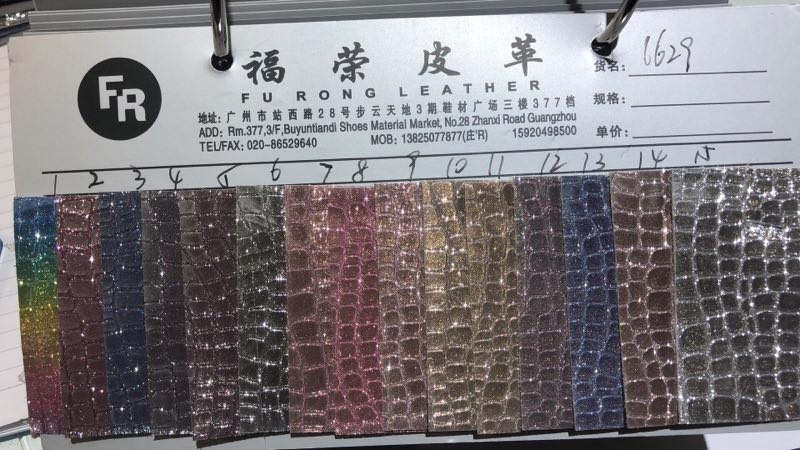 FR
福荣皮革
FU RONG LEATHER
地址:广州市站西路28号步云天地3期鞋材广场三楼377档
ADD: Rm.377,3/F,Buyuntiandi Shoes Material Market, No.28 Zhanxi Road Guangzhou
TEL/FAX: 020-86529640 MOB: 13825077877(庄'R) 15920498500
货名: 1629
规格:
单价:
1 2 3 4 5 6 7 8 9 10 11 12 13 14 15